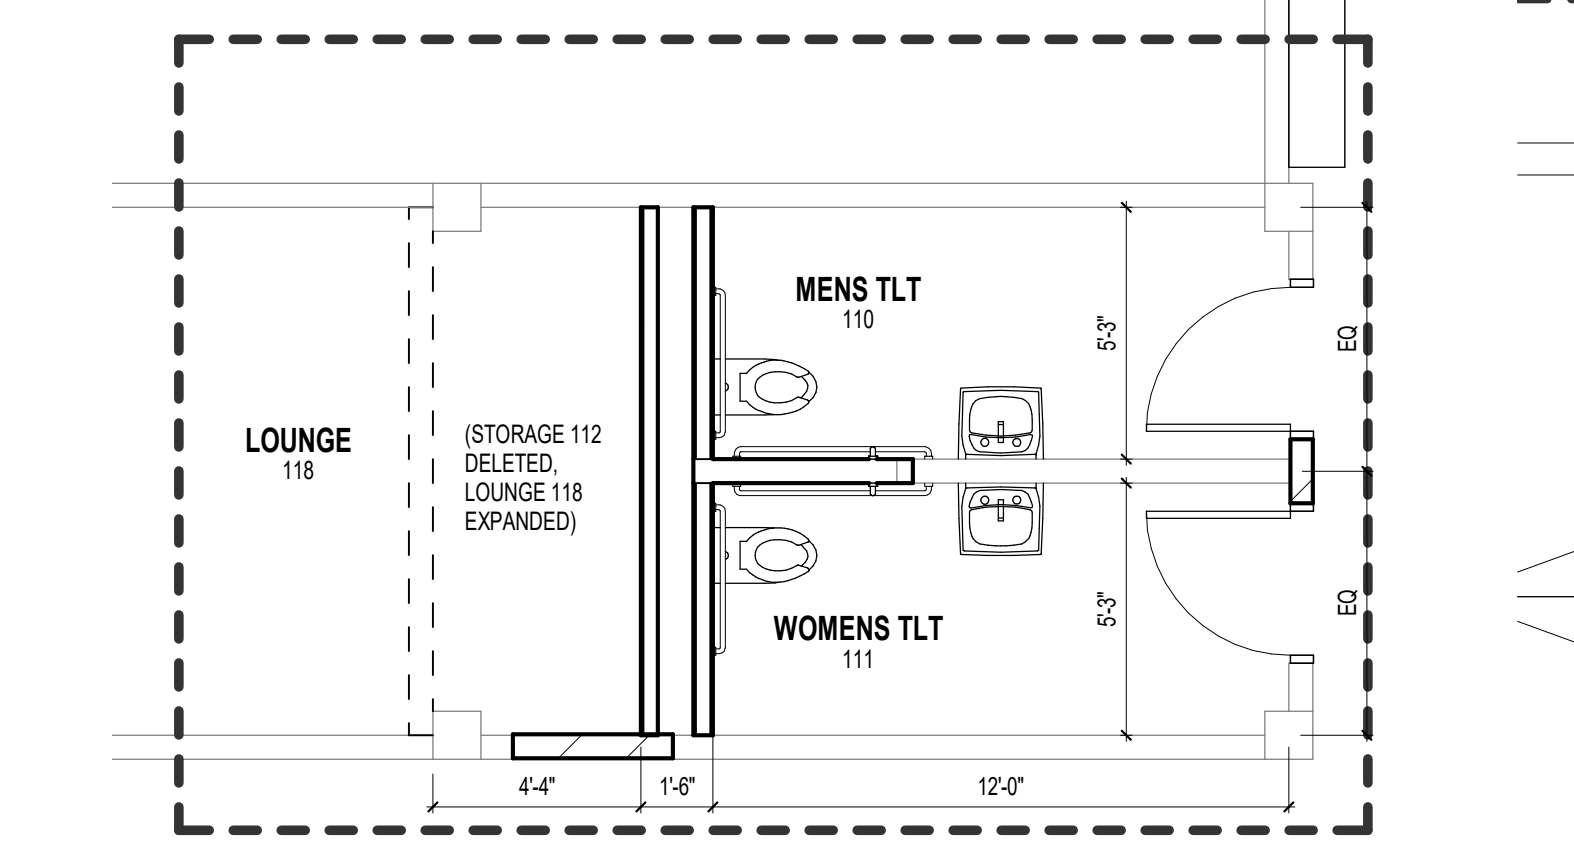 MENS TLT
110
5'-3"
EQ
LOUNGE
118
(STORAGE 112
DELETED,
LOUNGE 118
EXPANDED)
WOMENS TLT
111
5'-3"
EQ
4'-4"
1'-6"
12'-0"